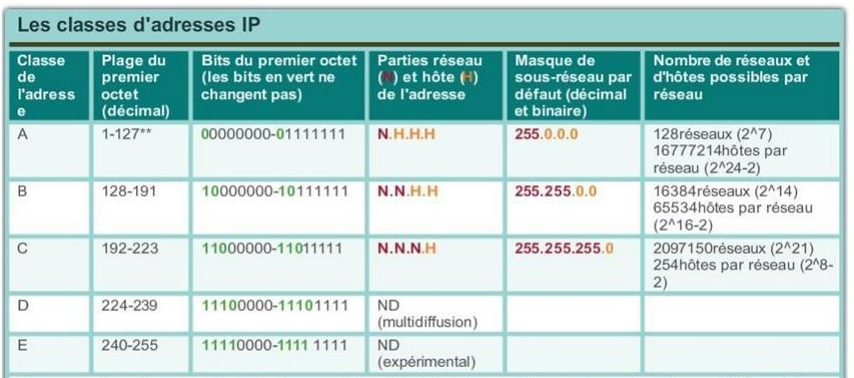 Les classes d'adresses IP
Classe de l'adress e
Plage du premier octet (décimal)
Bits du premier octet (les bits en vert ne changent pas)
Parties réseau (N) et hôte (H) de l'adresse
Masque de sous-réseau par défaut (décimal et binaire)
Nombre de réseaux et d'hôtes possibles par réseau
A
1-127**
00000000-01111111
N.H.H.H
255.0.0.0
128réseaux (2^7)
16777214hôtes par
réseau (2^24-2)
B
128-191
10000000-10111111
N.N.H.H
255.255.0.0
16384réseaux (2^14)
65534hôtes par réseau
(2^16-2)
C
192-223
11000000-11011111
N.N.N.H
255.255.255.0
2097150réseaux (2^21)
254hôtes par réseau (2^8-
2)
D
224-239
11100000-11101111
ND
(multidiffusion)
E
240-255
11110000-1111 1111
ND
(expérimental)